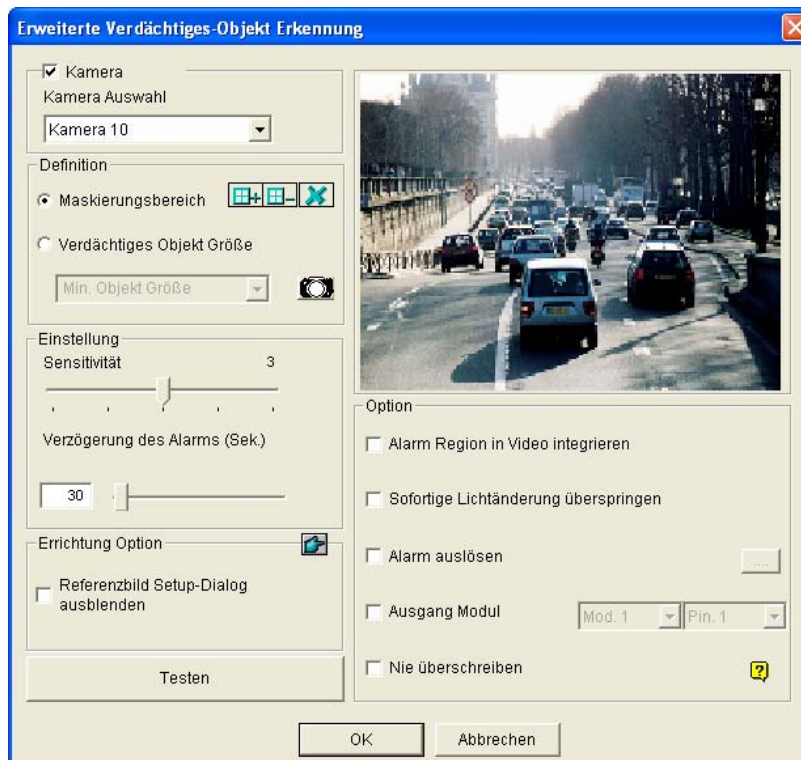 Erweiterte Verdächtiges-Objekt Erkennung
Kamera
Kamera Auswahl
Kamera 10
Definition
Maskierungsbereich
Verdächtiges Objekt Größe
Min. Objekt Größe
Einstellung
Sensitivität 3
Verzögerung des Alarms (Sek.)
30
Errichtung Option
Referenzbild Setup-Dialog
ausblenden
Testen
Option
Alarm Region in Video integrieren
Sofortige Lichtänderung überspringen
Alarm auslösen ....
Ausgang Modul Mod. 1 Pin. 1
Nie überschreiben ?
OK Abbrechen